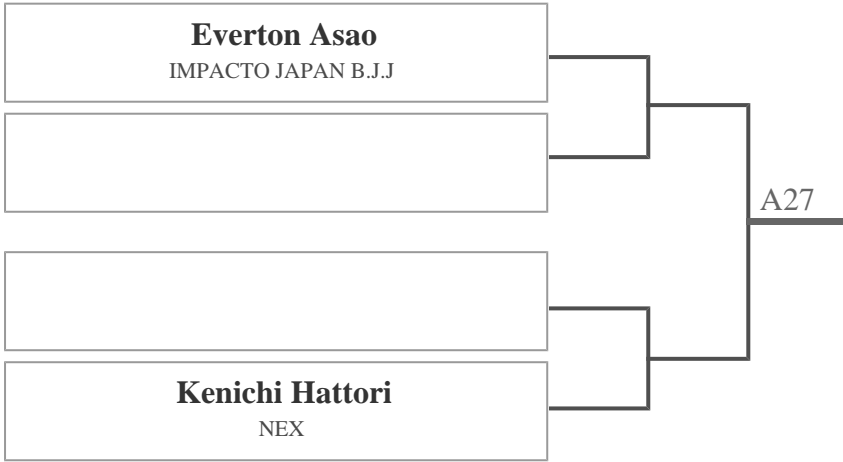 Everton Asao
IMPACTO JAPAN B.J.J
A27
Kenichi Hattori
NEX